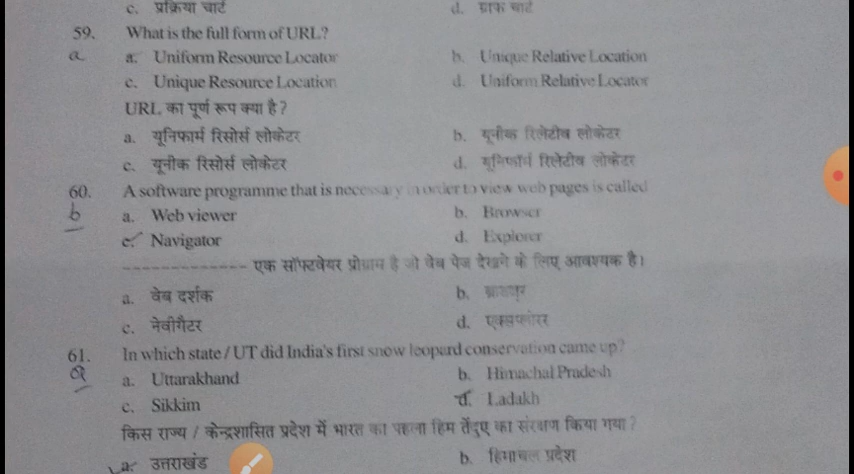 c. प्रक्रिया चार्ट d. ग्राफ चार्ट
59. What is the full form of URL?
a a. Uniform Resource Locator b. Unique Relative Location
c. Unique Resource Location d. Uniform Relative Locator
URL का पूर्ण रूप क्या है?
a. यूनिफार्म रिसोर्स लोकेटर b. यूनीक रिलेटीव लोकेटर
c. यूनीक रिसोर्स लोकेटर d. यूनिफॉर्म रिलेटीव लोकेटर
60. A software programme that is necessary in order to view web pages is called
b a. Web viewer b. Browser
c. Navigator d. Explorer
-------------- एक सॉफ्टवेयर प्रोग्राम है जो वेब पेज देखने के लिए आवश्यक है।
a. वेब दर्शक b. ब्राउज़र
c. नेवीगैटर d. एक्सप्लोरर
61. In which state / UT did India's first snow leopard conservation came up?
a a. Uttarakhand b. Himachal Pradesh
c. Sikkim d. Ladakh
किस राज्य / केन्द्रशासित प्रदेश में भारत का पहला हिम तेंदुए का संरक्षण किया गया?
a. उत्तराखंड b. हिमाचल प्रदेश